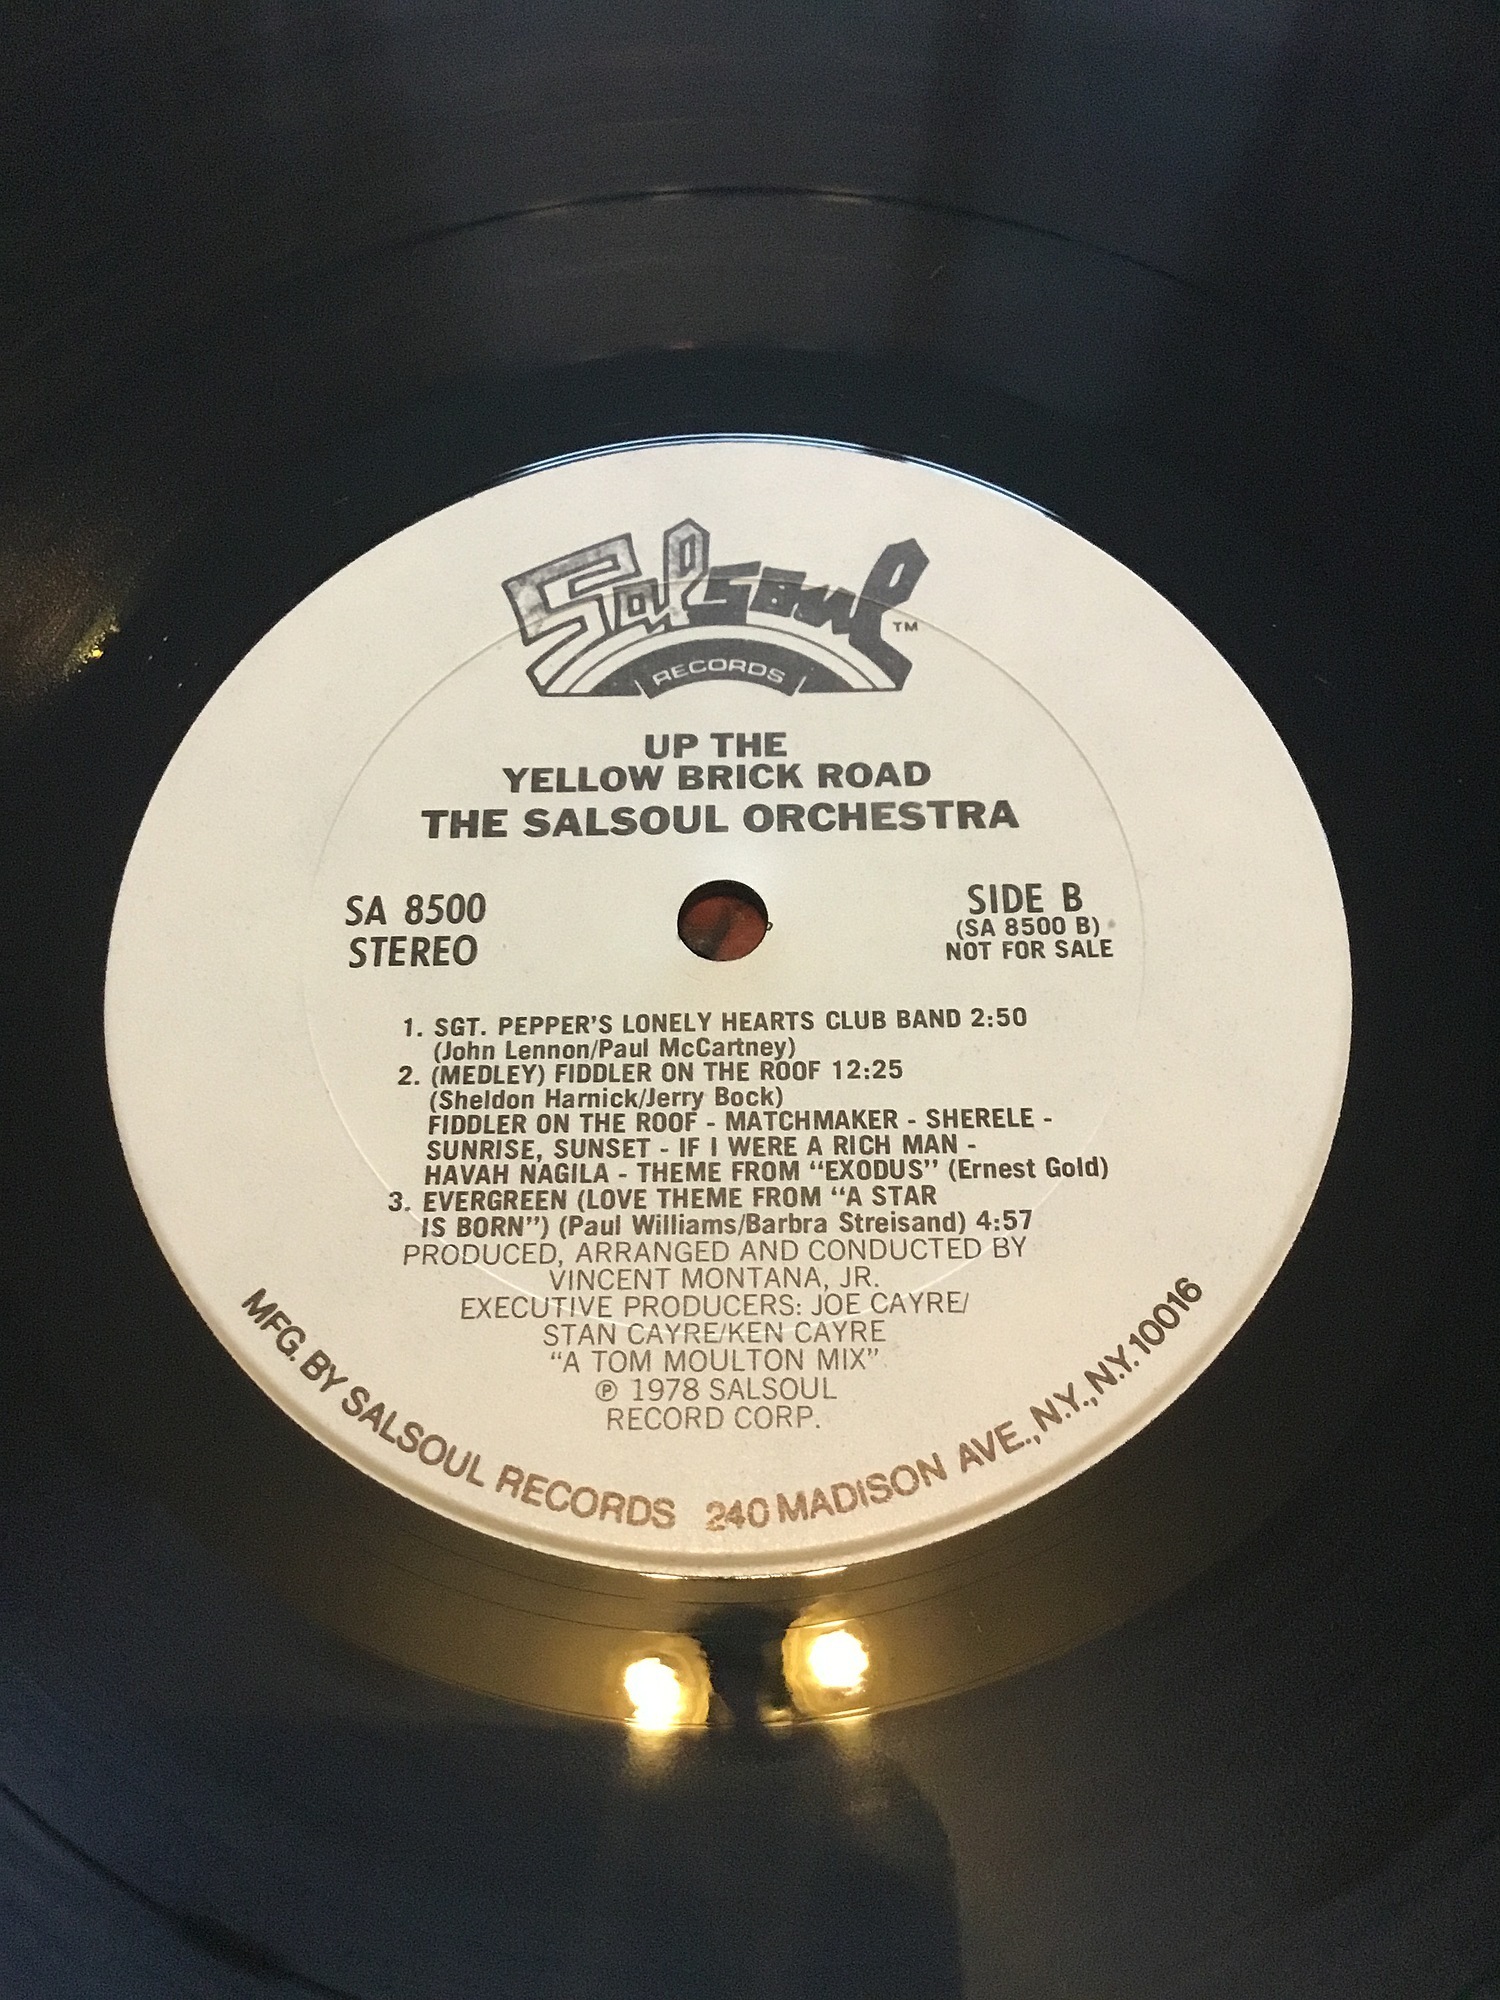 Salsoul TM
RECORDS
UP THE
YELLOW BRICK ROAD
THE SALSOUL ORCHESTRA
SA 8500
STEREO
SIDE B
(SA 8500 B)
NOT FOR SALE
1. SGT. PEPPER'S LONELY HEARTS CLUB BAND 2:50
(John Lennon/Paul McCartney)
2. (MEDLEY) FIDDLER ON THE ROOF 12:25
(Sheldon Harnick/Jerry Bock)
FIDDLER ON THE ROOF - MATCHMAKER - SHERELE -
SUNRISE, SUNSET - IF I WERE A RICH MAN -
HAVAH NAGILA - THEME FROM "EXODUS" (Ernest Gold)
3. EVERGREEN (LOVE THEME FROM "A STAR
IS BORN") (Paul Williams/Barbra Streisand) 4:57
PRODUCED, ARRANGED AND CONDUCTED BY
VINCENT MONTANA, JR.
EXECUTIVE PRODUCERS: JOE CAYRE/
STAN CAYRE/KEN CAYRE
"A TOM MOULTON MIX"
℗ 1978 SALSOUL
RECORD CORP.
MFG. BY SALSOUL RECORDS 240 MADISON AVE., N.Y., N.Y. 10016